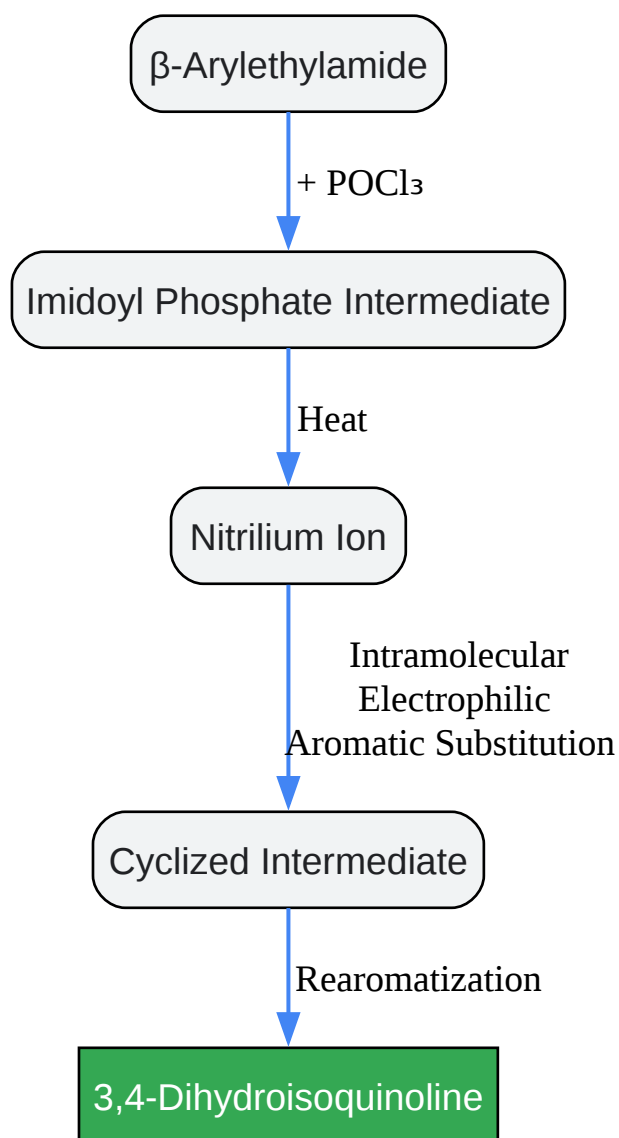 β-Arylethylamide
+ POCl₃
Imidoyl Phosphate Intermediate
Heat
Nitrilium Ion
Intramolecular
Electrophilic
Aromatic Substitution
Cyclized Intermediate
Rearomatization
3,4-Dihydroisoquinoline